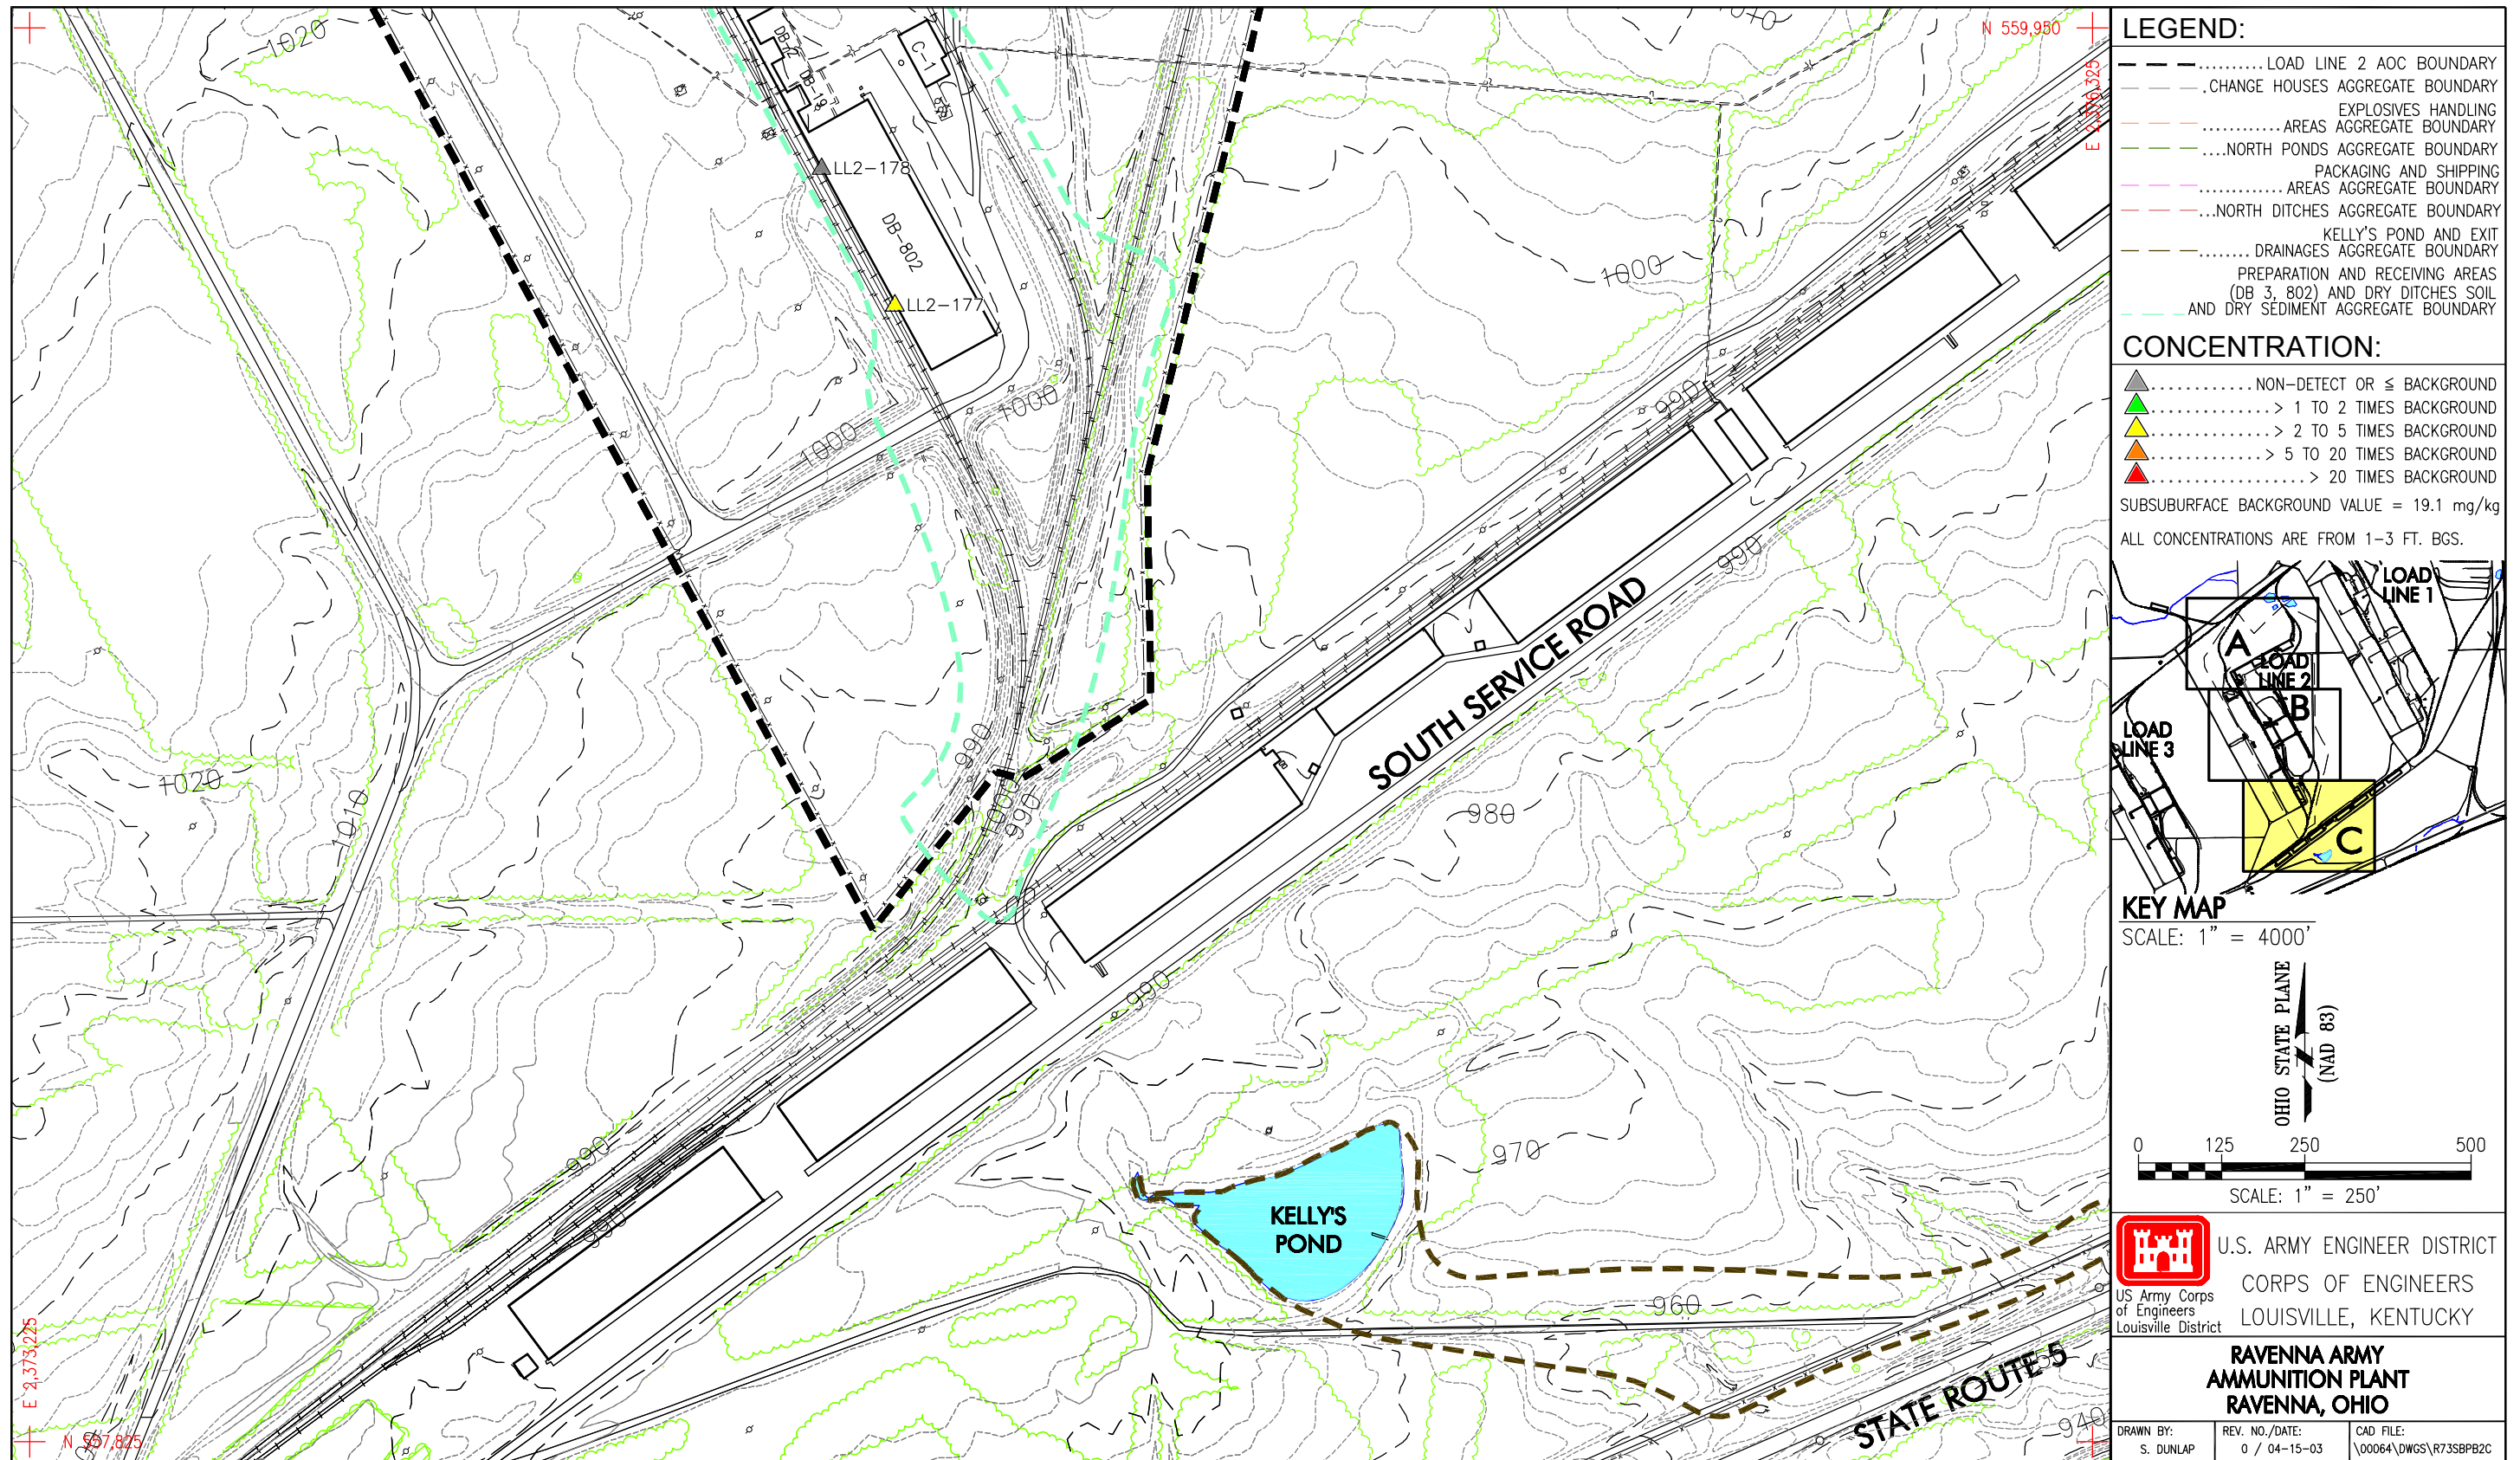 1020
DB-2
DB-19
C-1
1010
N 559,950
E 2,376,325
LL2-178
DB-802
LL2-177
1000
1000
1000
990
990
SOUTH SERVICE ROAD
1020
1010
990
1000
990
980
990
990
990
970
KELLY'S
POND
960
STATE ROUTE 5
940
E 2,373,225
N 557,825
LEGEND:
.......... LOAD LINE 2 AOC BOUNDARY
. CHANGE HOUSES AGGREGATE BOUNDARY
EXPLOSIVES HANDLING
............ AREAS AGGREGATE BOUNDARY
....NORTH PONDS AGGREGATE BOUNDARY
PACKAGING AND SHIPPING
............. AREAS AGGREGATE BOUNDARY
...NORTH DITCHES AGGREGATE BOUNDARY
KELLY'S POND AND EXIT
........ DRAINAGES AGGREGATE BOUNDARY
PREPARATION AND RECEIVING AREAS
(DB 3, 802) AND DRY DITCHES SOIL
AND DRY SEDIMENT AGGREGATE BOUNDARY
CONCENTRATION:
............ NON-DETECT OR ≤ BACKGROUND
.............. > 1 TO 2 TIMES BACKGROUND
.............. > 2 TO 5 TIMES BACKGROUND
............. > 5 TO 20 TIMES BACKGROUND
.................. > 20 TIMES BACKGROUND
SUBSUBURFACE BACKGROUND VALUE = 19.1 mg/kg
ALL CONCENTRATIONS ARE FROM 1-3 FT. BGS.
LOAD
LINE 1
A
LOAD
LINE 2
B
LOAD
LINE 3
C
KEY MAP
SCALE: 1" = 4000'
OHIO STATE PLANE
(NAD 83)
0 125 250 500
SCALE: 1" = 250'
US Army Corps
of Engineers
Louisville District
U.S. ARMY ENGINEER DISTRICT
CORPS OF ENGINEERS
LOUISVILLE, KENTUCKY
RAVENNA ARMY
AMMUNITION PLANT
RAVENNA, OHIO
DRAWN BY:
S. DUNLAP
REV. NO./DATE:
0 / 04-15-03
CAD FILE:
\00064\DWGS\R73SBPB2C